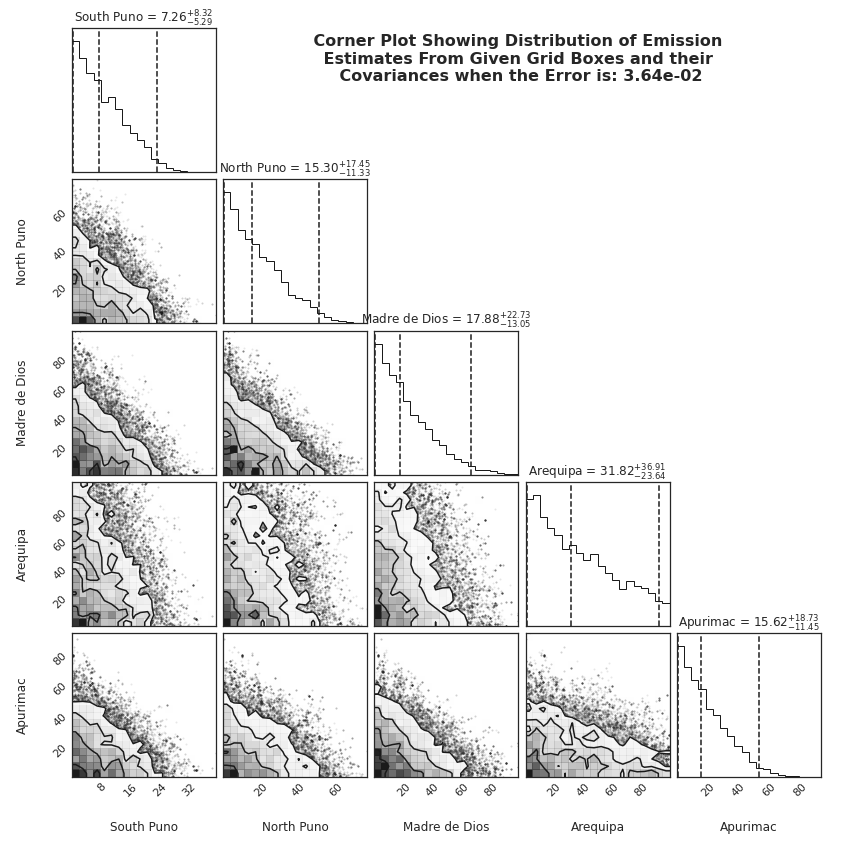 South Puno = 7.26+8.32−5.29
Corner Plot Showing Distribution of Emission
Estimates From Given Grid Boxes and their
Covariances when the Error is: 3.64e-02
North Puno = 15.30+17.45−11.33
North Puno
60
40
20
Madre de Dios = 17.88+22.73−13.05
Madre de Dios
80
60
40
20
Arequipa = 31.82+36.91−23.64
Arequipa
80
60
40
20
Apurimac = 15.62+18.73−11.45
Apurimac
80
60
40
20
8 16 24 32
20 40 60
20 40 60 80
20 40 60 80
20 40 60 80
South Puno
North Puno
Madre de Dios
Arequipa
Apurimac